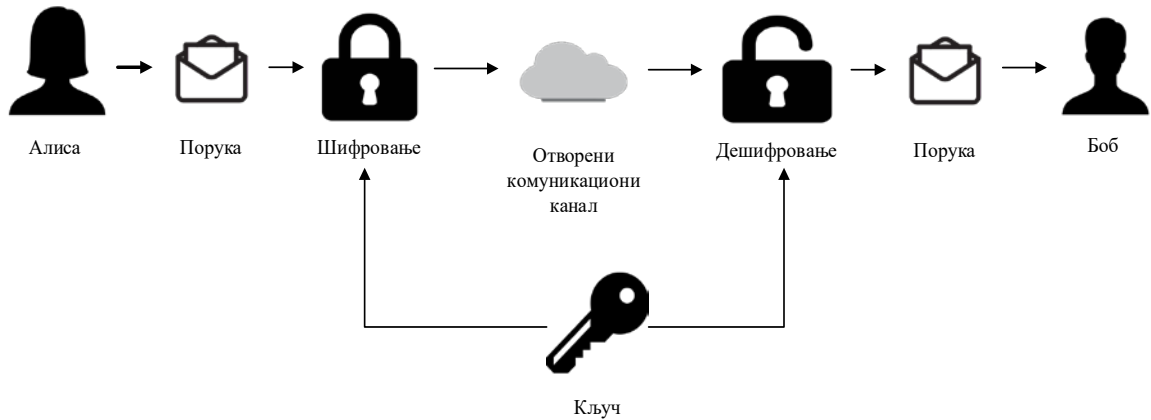 Алиса
Порука
Шифровање
Отворени
комуникациони
канал
Дешифровање
Порука
Боб
Кључ